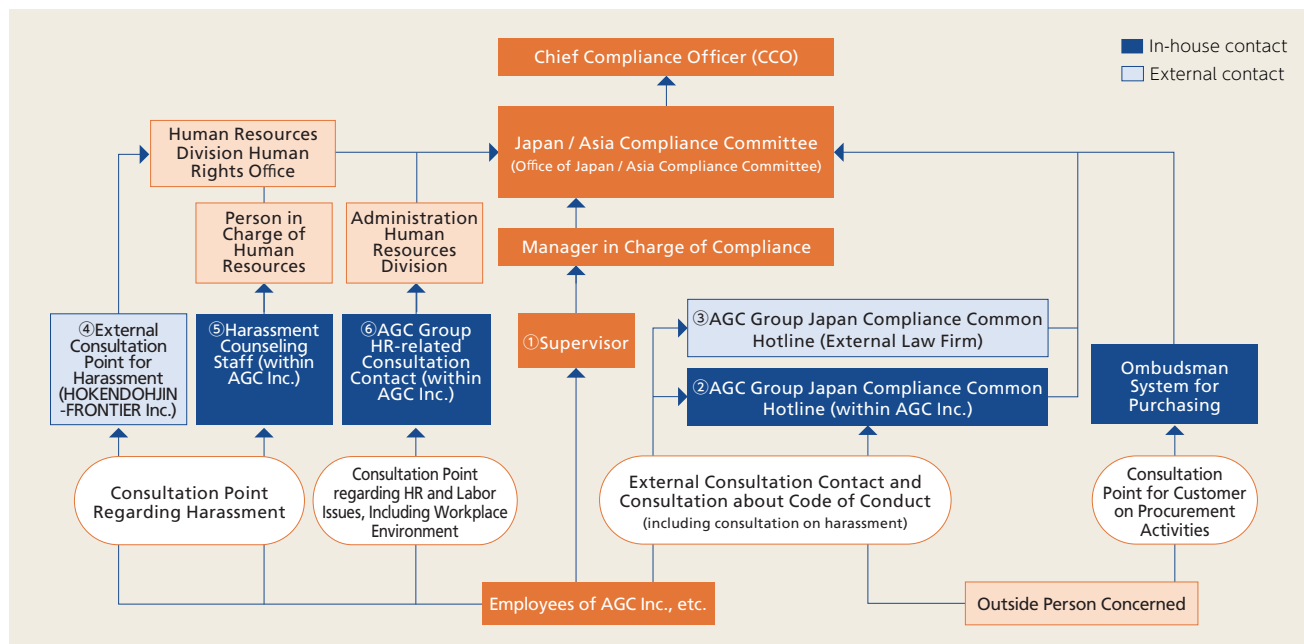 Chief Compliance Officer (CCO)
In-house contact
External contact
Human Resources
Division Human
Rights Office
Japan / Asia Compliance Committee
(Office of Japan / Asia Compliance Committee)
Person in
Charge of
Human
Resources
Administration
Human
Resources
Division
Manager in Charge of Compliance
④External
Consultation
Point for
Harassment
(HOKENDOHJIN
-FRONTIER Inc.)
⑤Harassment
Counseling
Staff (within
AGC Inc.)
⑥AGC Group
HR-related
Consultation
Contact (within
AGC Inc.)
①Supervisor
③AGC Group Japan Compliance Common
Hotline (External Law Firm)
②AGC Group Japan Compliance Common
Hotline (within AGC Inc.)
Ombudsman
System for
Purchasing
Consultation Point
Regarding Harassment
Consultation Point
regarding HR and Labor
Issues, Including Workplace
Environment
External Consultation Contact and
Consultation about Code of Conduct
(including consultation on harassment)
Consultation
Point for Customer
on Procurement
Activities
Employees of AGC Inc., etc.
Outside Person Concerned